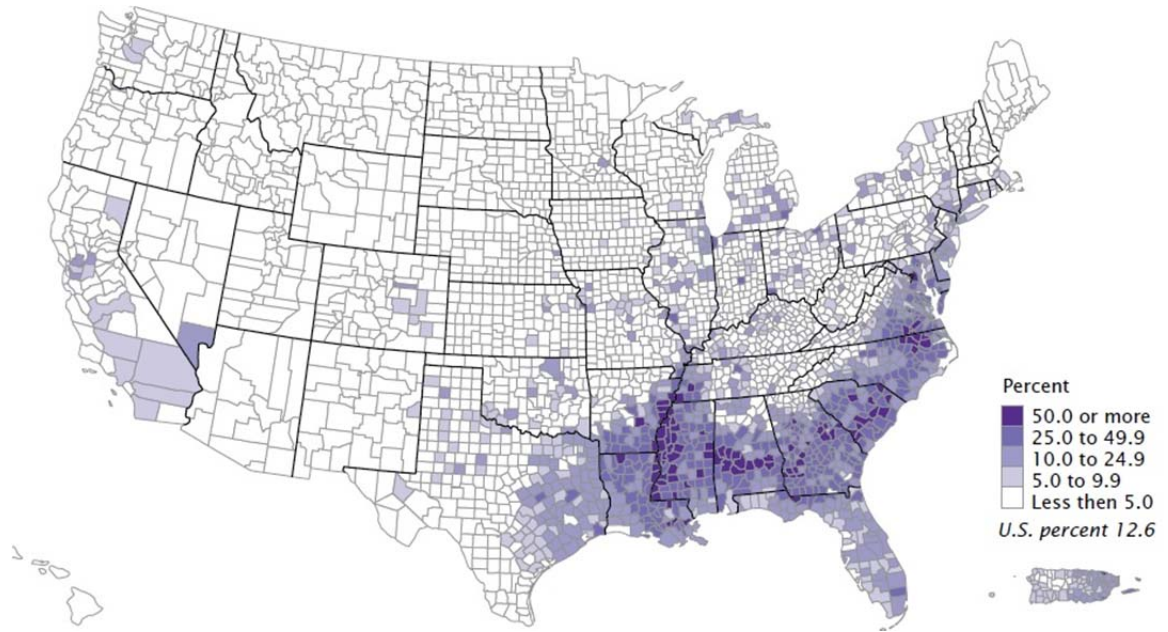 Percent
50.0 or more
25.0 to 49.9
10.0 to 24.9
5.0 to 9.9
Less then 5.0
U.S. percent 12.6